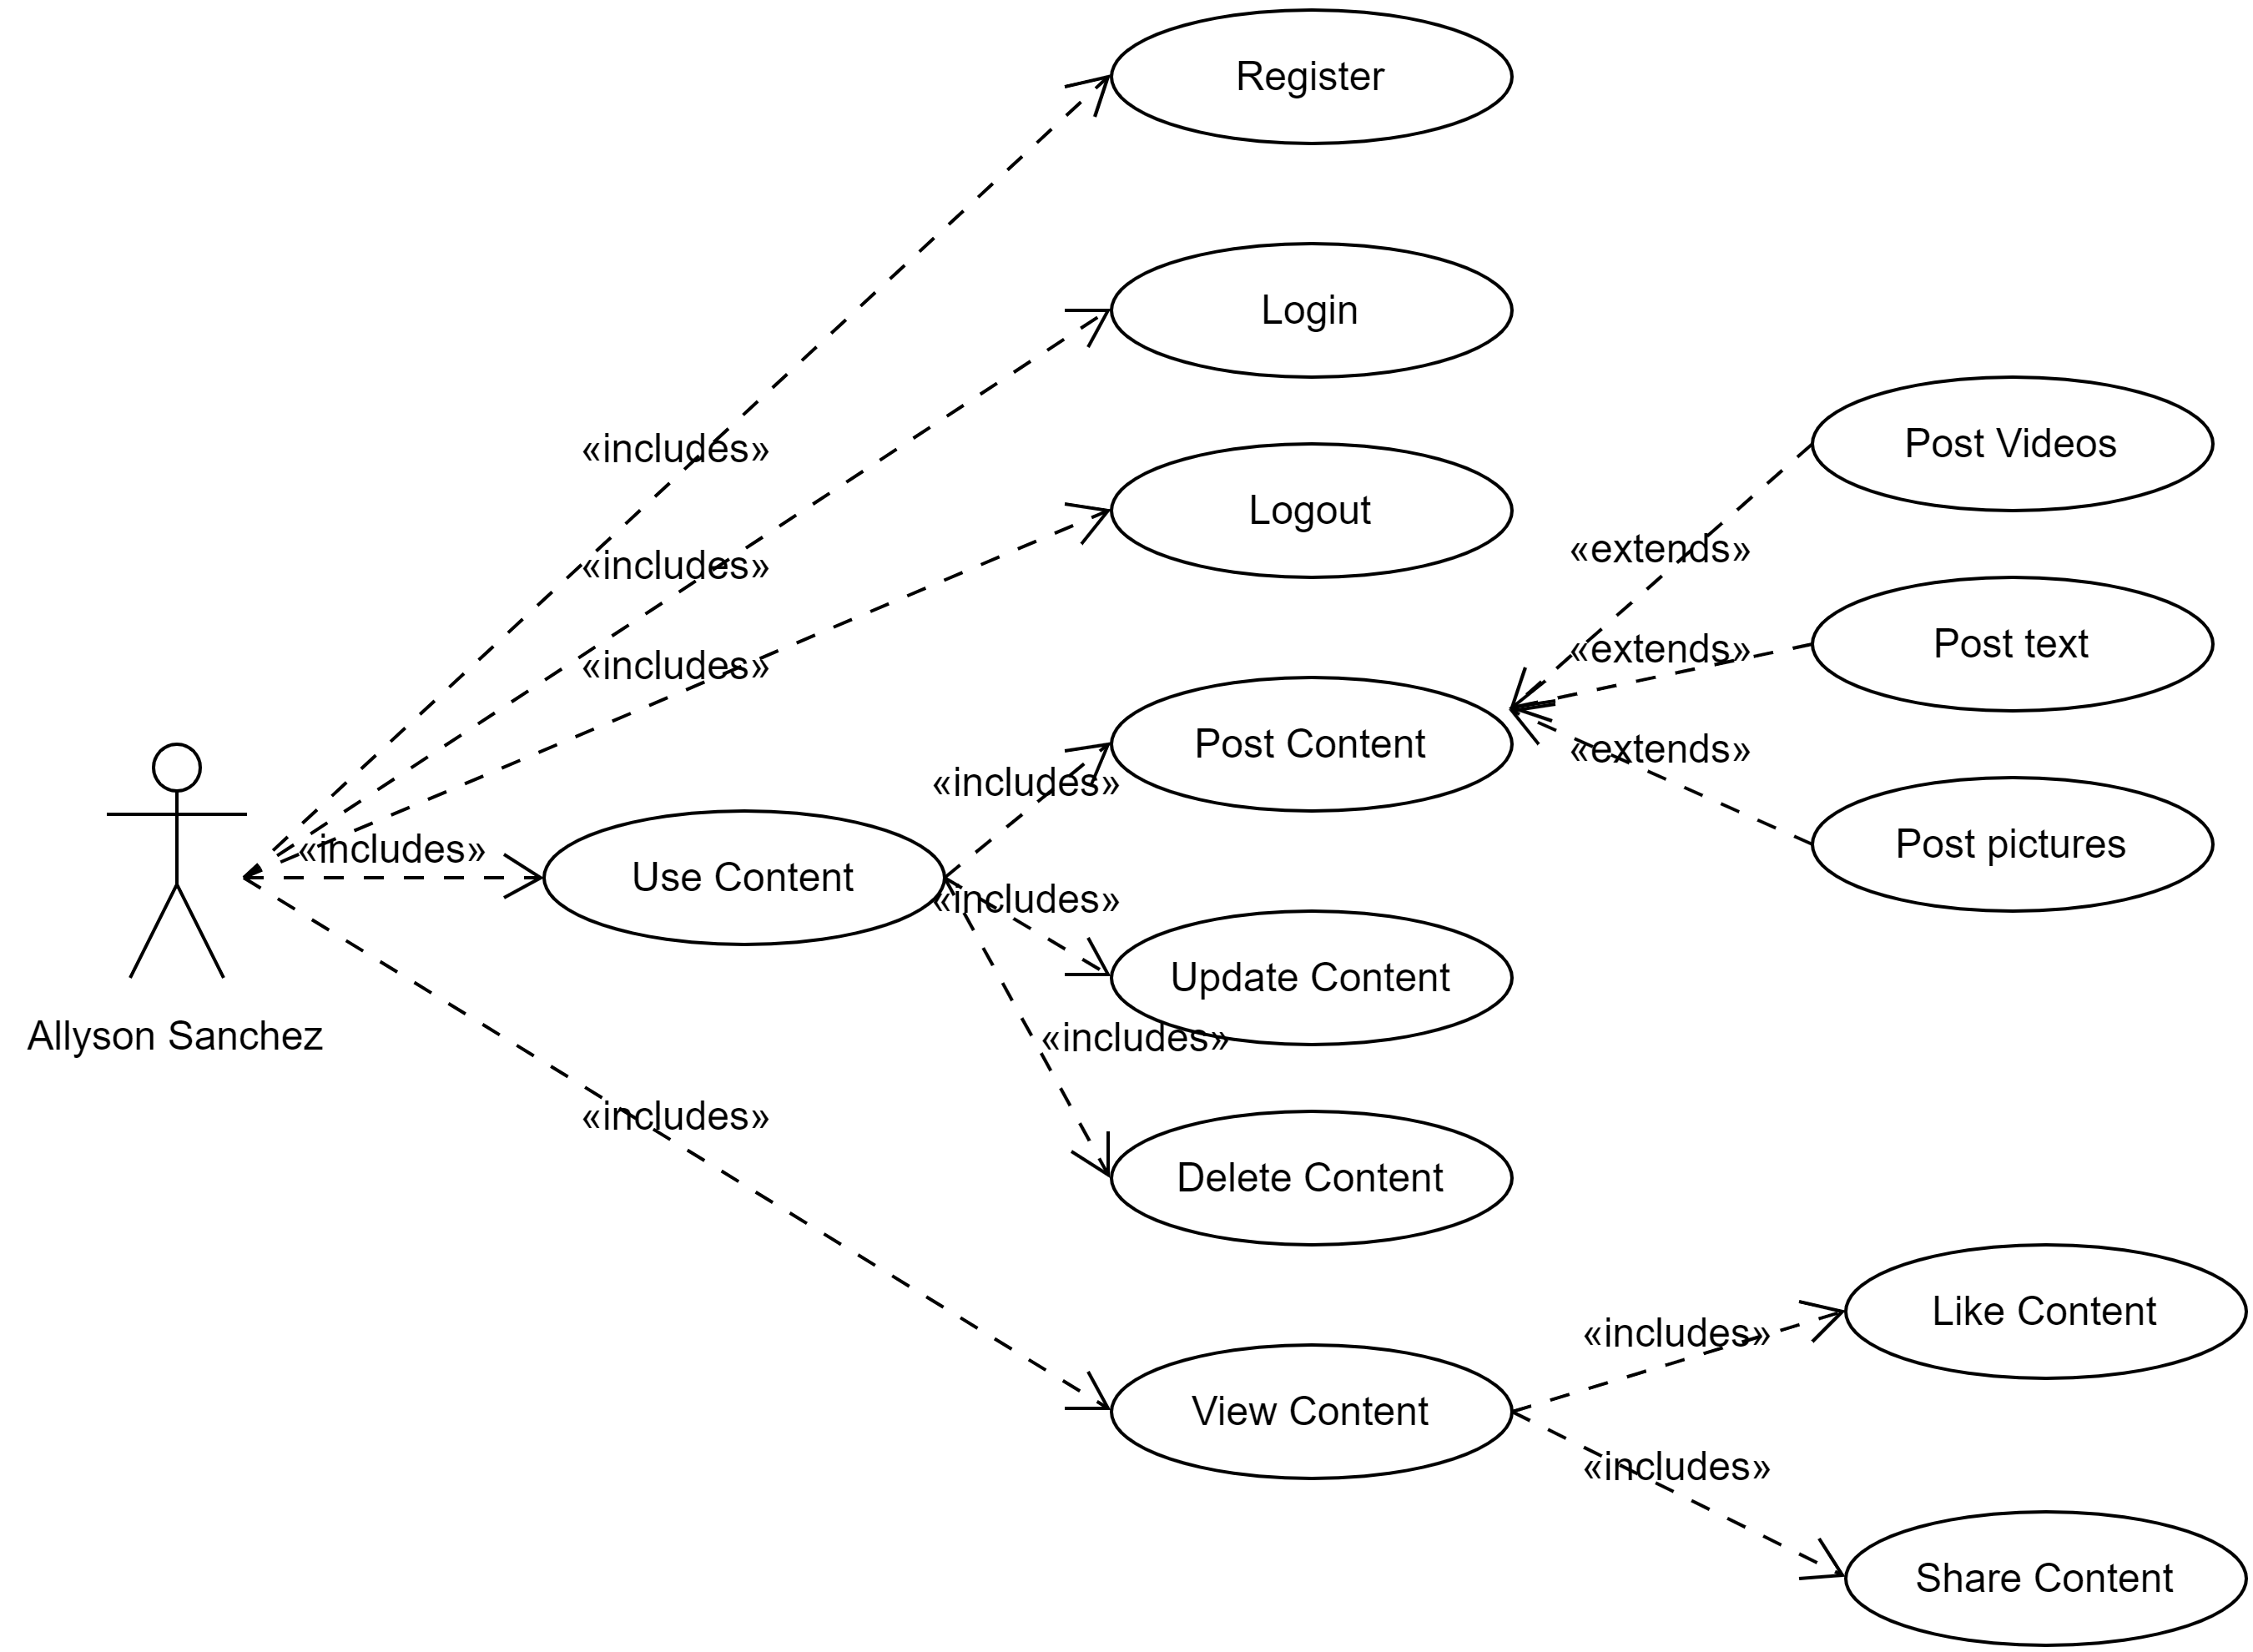 Register
Login
«includes»
Logout
Post Videos
«includes»
«extends»
«includes»
Post text
«extends»
Post Content
«extends»
«includes»
«includes»
Use Content
Post pictures
«includes»
Update Content
Allyson Sanchez
«includes»
«includes»
Delete Content
Like Content
«includes»
View Content
«includes»
Share Content